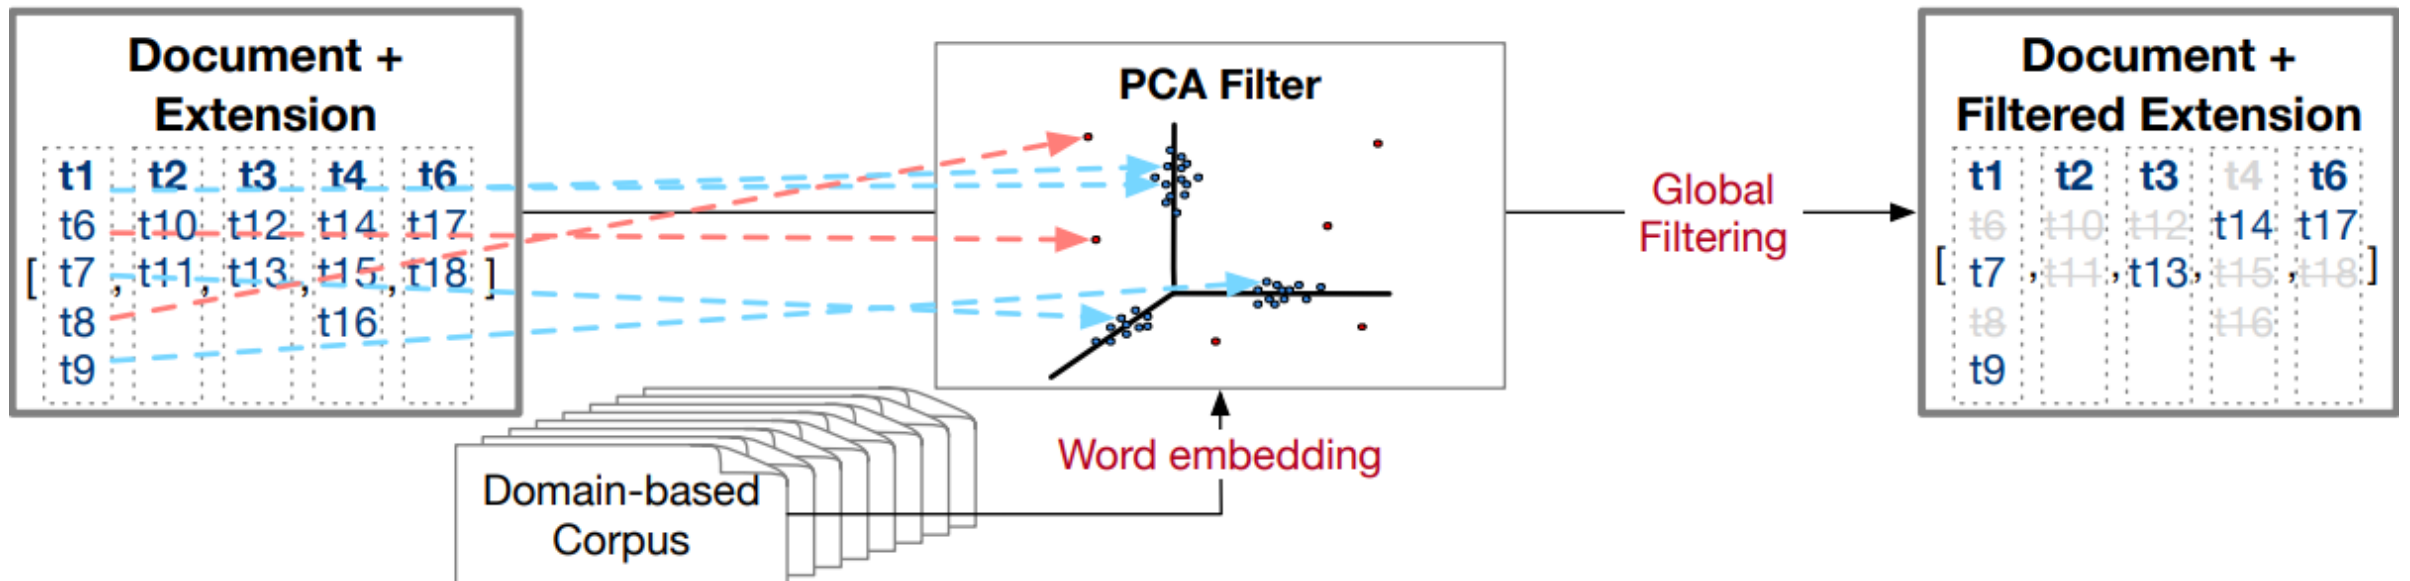 Document +
Extension
t1 t2 t3 t4 t6
t6 t10 t12 t14 t17
[ t7 , t11 , t13 , t15 , t18 ]
t8 t16
t9
Domain-based
Corpus
PCA Filter
Word embedding
Global
Filtering
Document +
Filtered Extension
t1 t2 t3 t4 t6
t6 t10 t12 t14 t17
[ t7 , t11 , t13 , t15 , t18 ]
t8 t16
t9